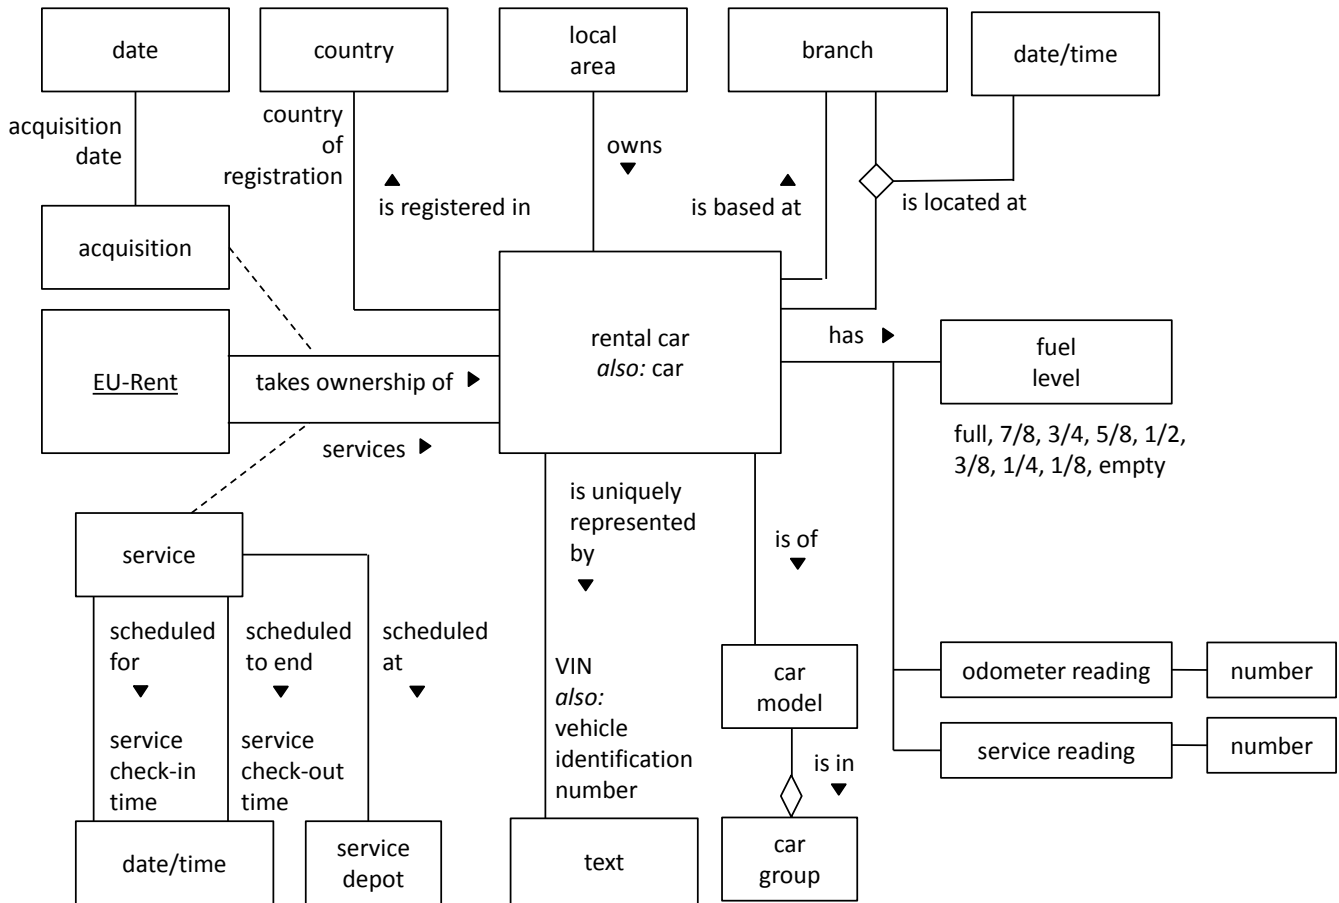 date
country
local
area
branch
date/time
acquisition
date
country
of
registration
owns
is registered in
is based at
is located at
acquisition
EU-Rent
takes ownership of
services
rental car
also: car
has
fuel
level
full, 7/8, 3/4, 5/8, 1/2,
3/8, 1/4, 1/8, empty
is uniquely
represented
by
is of
service
scheduled
for
scheduled
to end
scheduled
at
service
check-in
time
service
check-out
time
VIN
also:
vehicle
identification
number
car
model
is in
odometer reading
number
service reading
number
date/time
service
depot
text
car
group